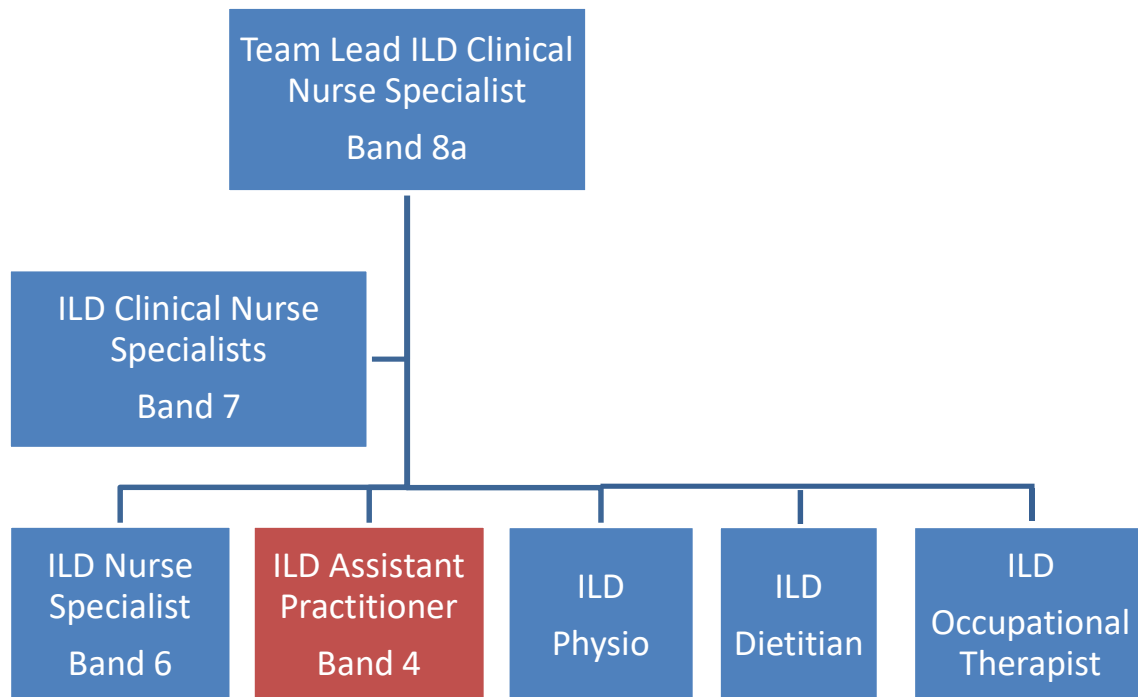 Team Lead ILD Clinical
Nurse Specialist
Band 8a
ILD Clinical Nurse
Specialists
Band 7
ILD Nurse
Specialist
Band 6
ILD Assistant
Practitioner
Band 4
ILD
Physio
ILD
Dietitian
ILD
Occupational
Therapist